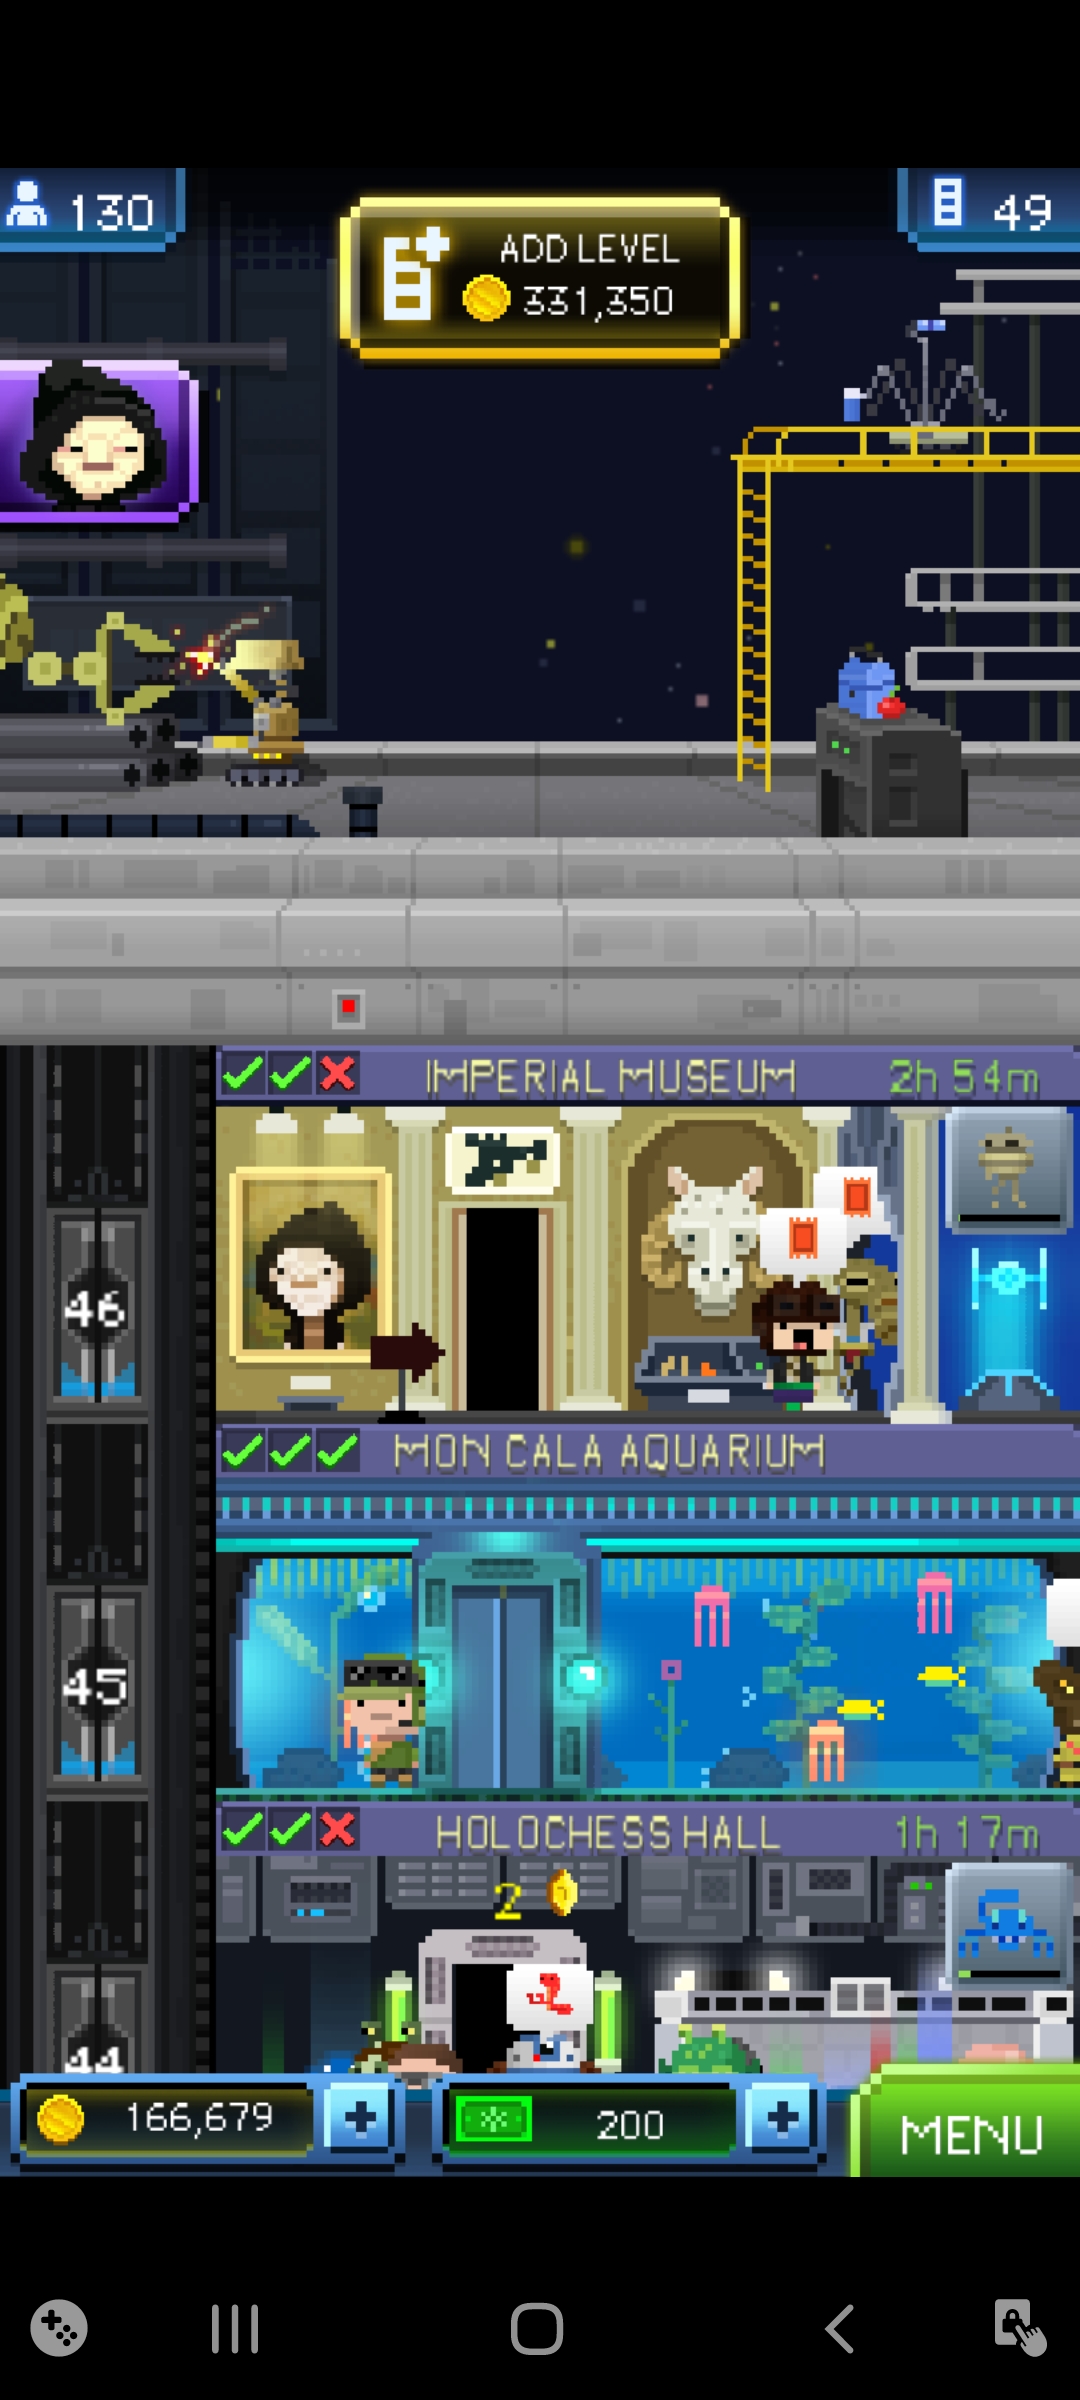 130
ADD LEVEL
331,350
49
IMPERIAL MUSEUM 2h 54m
46
MON CALA AQUARIUM
45
HOLOCHESS HALL 1h 17m
2
44
166,679
200
MENU